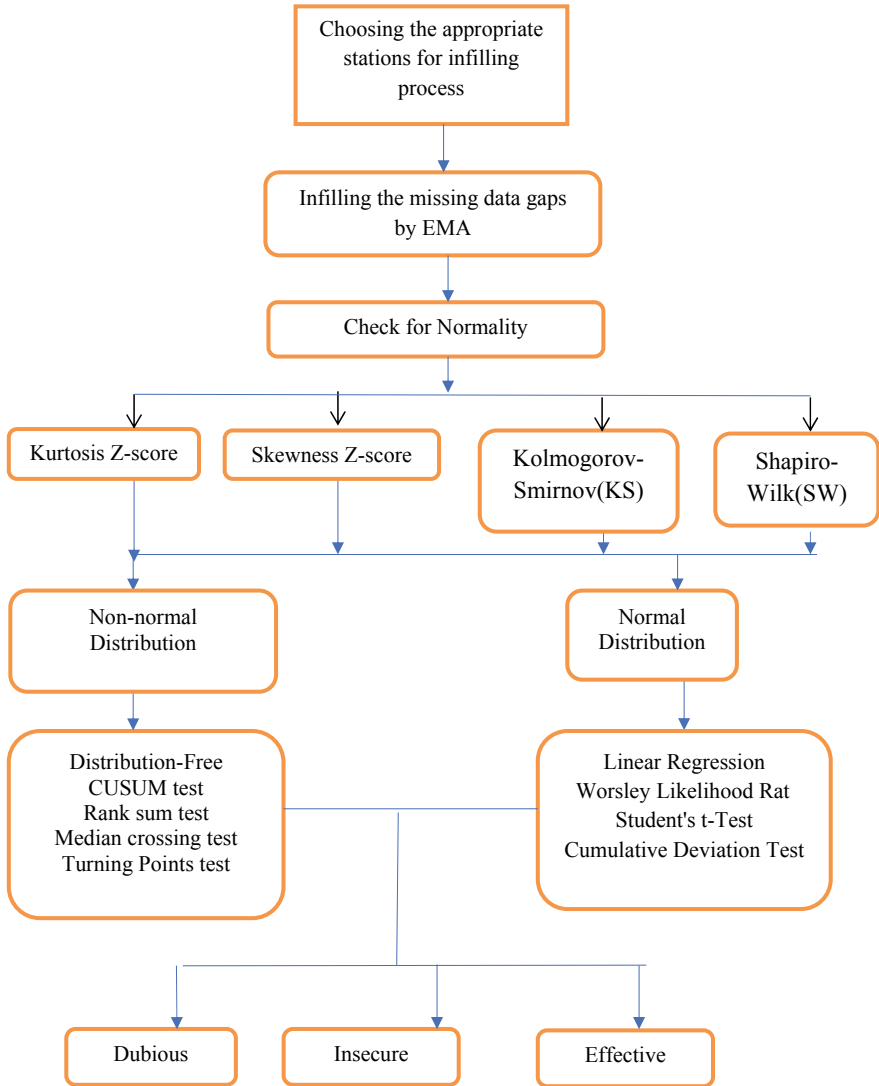 Choosing the appropriate
stations for infilling
process
Infilling the missing data gaps
by EMA
Check for Normality
Kurtosis Z-score
Skewness Z-score
Kolmogorov-
Smirnov(KS)
Shapiro-
Wilk(SW)
Non-normal
Distribution
Normal
Distribution
Distribution-Free
CUSUM test
Rank sum test
Median crossing test
Turning Points test
Linear Regression
Worsley Likelihood Rat
Student's t-Test
Cumulative Deviation Test
Dubious
Insecure
Effective